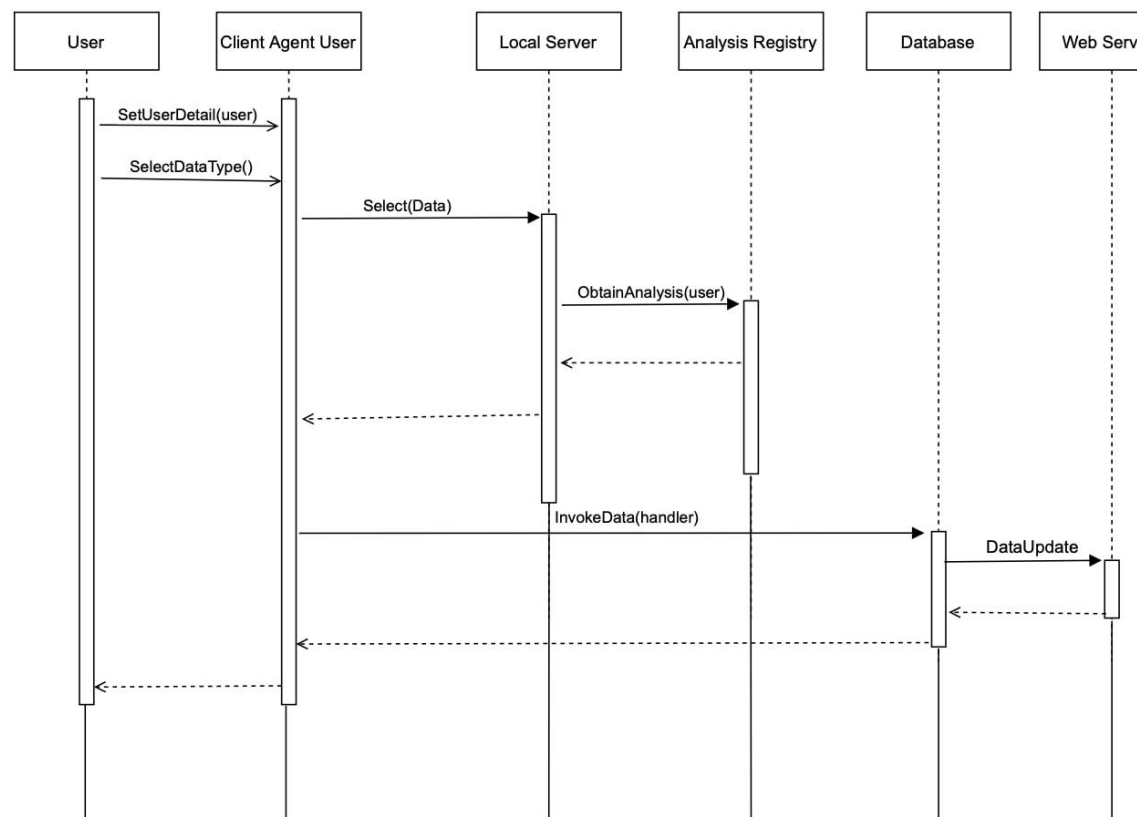 User
Client Agent User
Local Server
Analysis Registry
Database
Web Serv
SetUserDetail(user)
SelectDataType()
Select(Data)
ObtainAnalysis(user)
InvokeData(handler)
DataUpdate